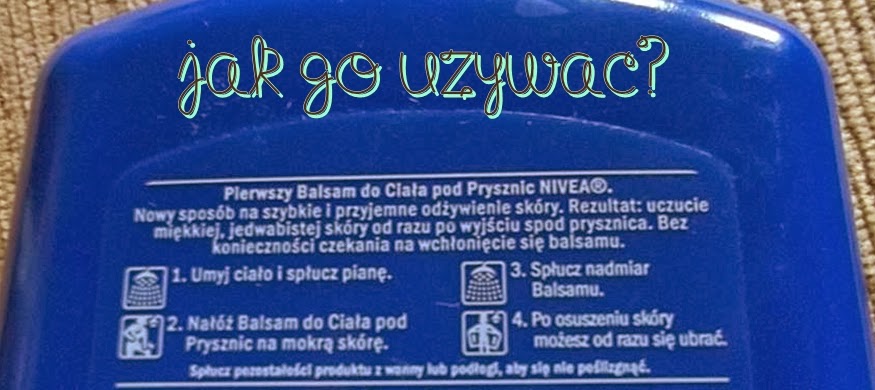 jak go uzywac?
Pierwszy Balsam do Ciała pod Prysznic NIVEA®.
Nowy sposób na szybkie i przyjemne odżywienie skóry. Rezultat: uczucie
miękkiej, jedwabistej skóry od razu po wyjściu spod prysznica. Bez
konieczności czekania na wchłonięcie się balsamu.
1. Umyj ciało i spłucz pianę.
2. Nałóż Balsam do Ciała pod
Prysznic na mokrą skórę.
3. Spłucz nadmiar
Balsamu.
4. Po osuszeniu skóry
możesz od razu się ubrać.
Spłucz pozostałości produktu z wanny lub podłogi, aby się nie poślizgnąć.